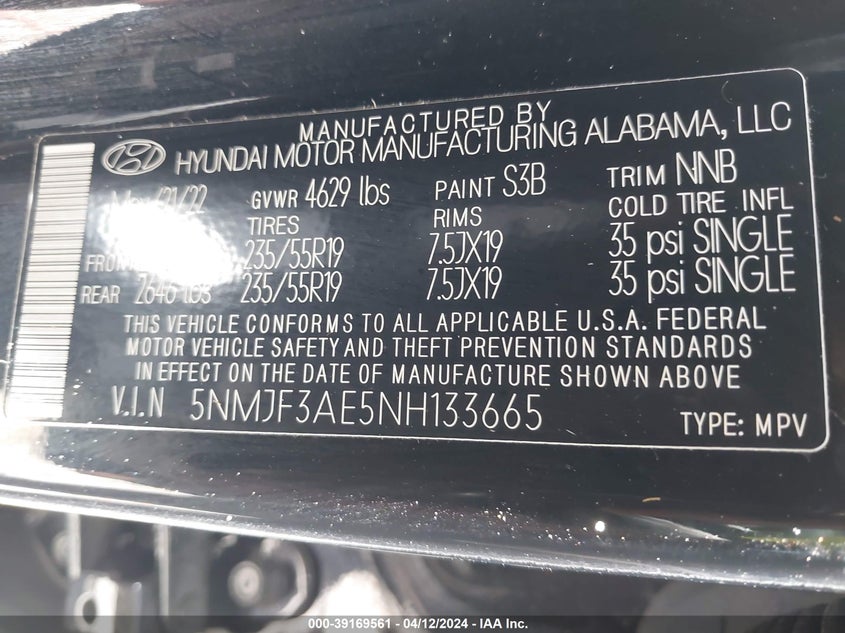 MANUFACTURED BY
HYUNDAI MOTOR MANUFACTURING ALABAMA, LLC
GVWR 4629 lbs PAINT S3B TRIM NNB
TIRES RIMS COLD TIRE INFL
FRONT 235/55R19 7.5JX19 35 psi SINGLE
REAR 2646 lbs 235/55R19 7.5JX19 35 psi SINGLE
THIS VEHICLE CONFORMS TO ALL APPLICABLE U.S.A. FEDERAL
MOTOR VEHICLE SAFETY AND THEFT PREVENTION STANDARDS
IN EFFECT ON THE DATE OF MANUFACTURE SHOWN ABOVE
V.I.N 5NMJF3AE5NH133665 TYPE: MPV
000-39169561 - 04/12/2024 - IAA Inc.